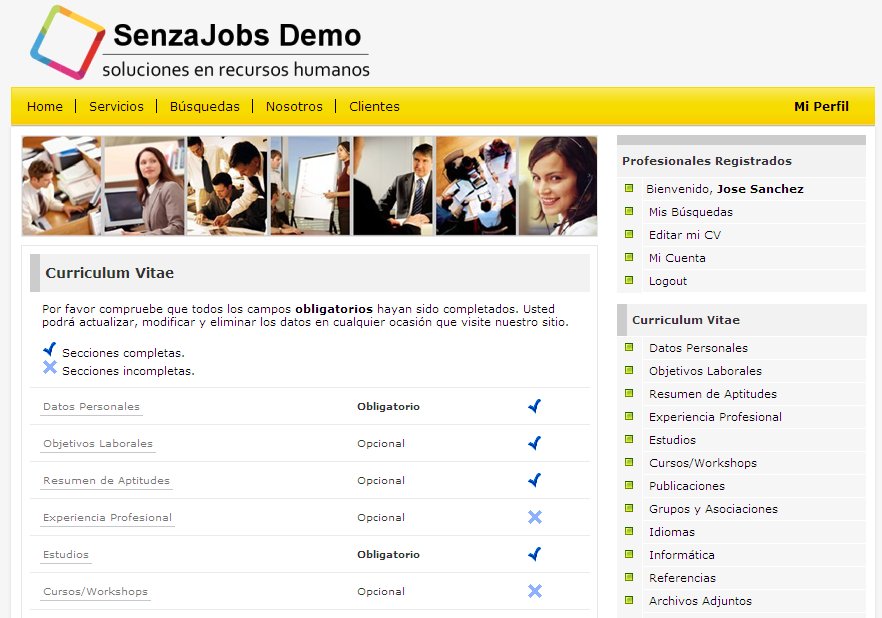 SenzaJobs Demo
soluciones en recursos humanos
Home | Servicios | Búsquedas | Nosotros | Clientes
Mi Perfil
Curriculum Vitae
Por favor compruebe que todos los campos obligatorios hayan sido completados. Usted
podrá actualizar, modificar y eliminar los datos en cualquier ocasión que visite nuestro sitio.
Secciones completas.
Secciones incompletas.
Datos Personales Obligatorio
Objetivos Laborales Opcional
Resumen de Aptitudes Opcional
Experiencia Profesional Opcional
Estudios Obligatorio
Cursos/Workshops Opcional
Profesionales Registrados
Bienvenido, Jose Sanchez
Mis Búsquedas
Editar mi CV
Mi Cuenta
Logout
Curriculum Vitae
Datos Personales
Objetivos Laborales
Resumen de Aptitudes
Experiencia Profesional
Estudios
Cursos/Workshops
Publicaciones
Grupos y Asociaciones
Idiomas
Informática
Referencias
Archivos Adjuntos